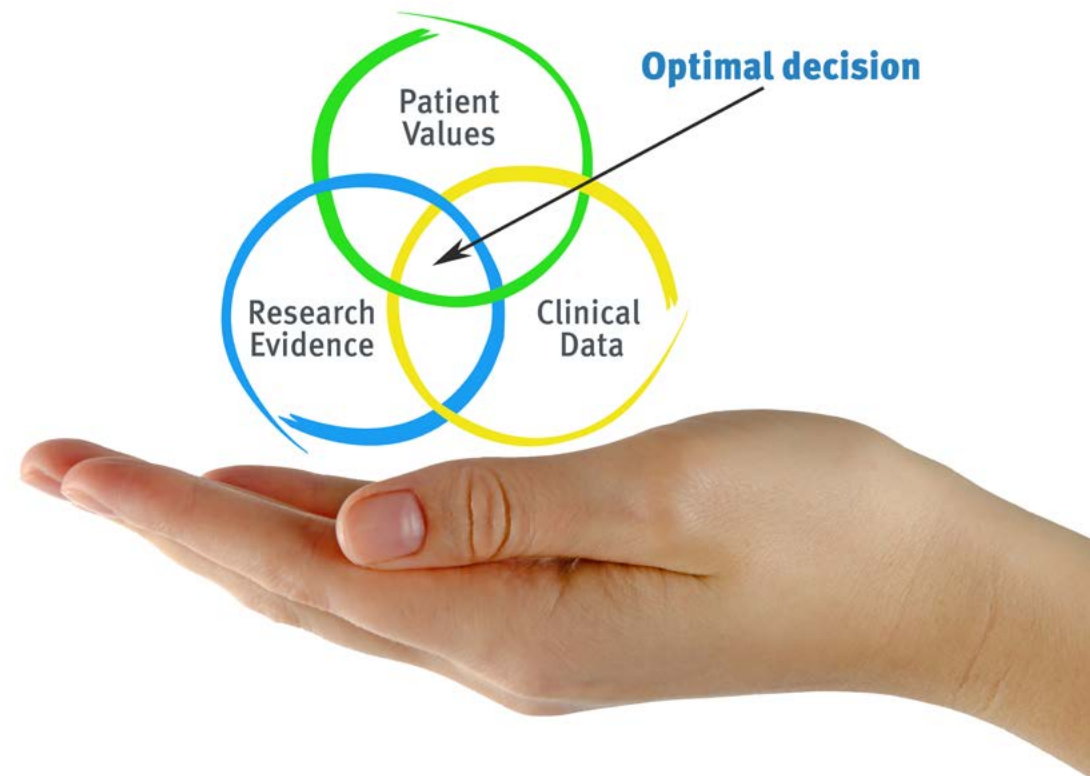 Optimal decision
Patient
Values
Research
Evidence
Clinical
Data